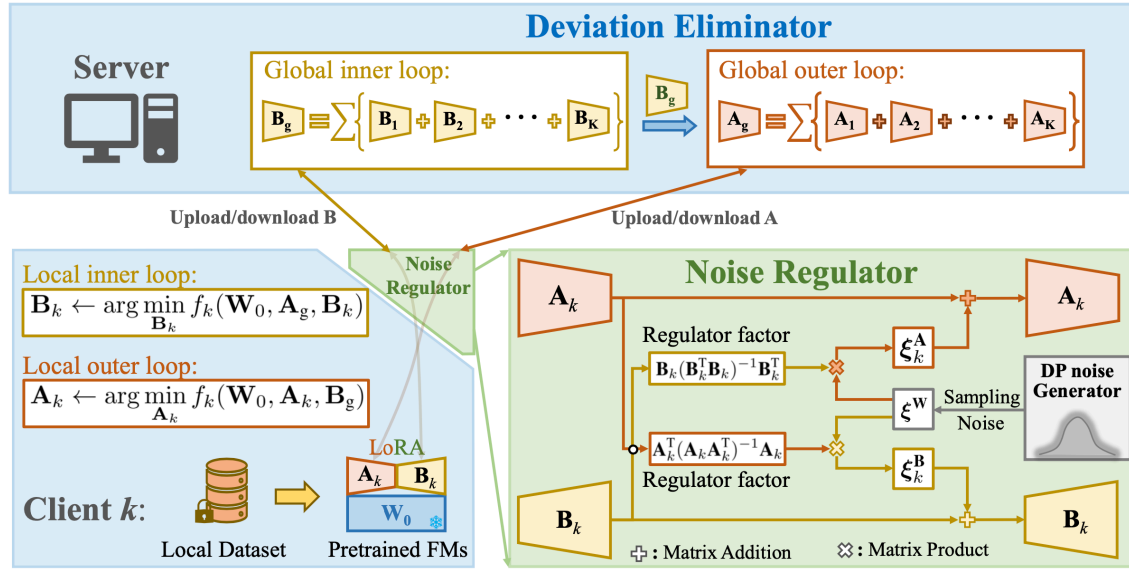 Deviation Eliminator
Server
Global inner loop:
B_g = ∑ { B_1 + B_2 + · · · + B_K }
B_g
Global outer loop:
A_g = ∑ { A_1 + A_2 + · · · + A_K }
Upload/download B
Upload/download A
Noise
Regulator
Local inner loop:
B_k ← arg min_{B_k} f_k(W_0, A_g, B_k)
Local outer loop:
A_k ← arg min_{A_k} f_k(W_0, A_k, B_g)
LoRA
A_k
B_k
W_0
Client k:
Local Dataset
Pretrained FMs
Noise Regulator
A_k
A_k
Regulator factor
B_k(B_k^T B_k)^{-1}B_k^T
ξ_k^A
DP noise
Generator
ξ^W
Sampling
Noise
A_k^T(A_k A_k^T)^{-1}A_k
Regulator factor
ξ_k^B
B_k
B_k
: Matrix Addition
: Matrix Product